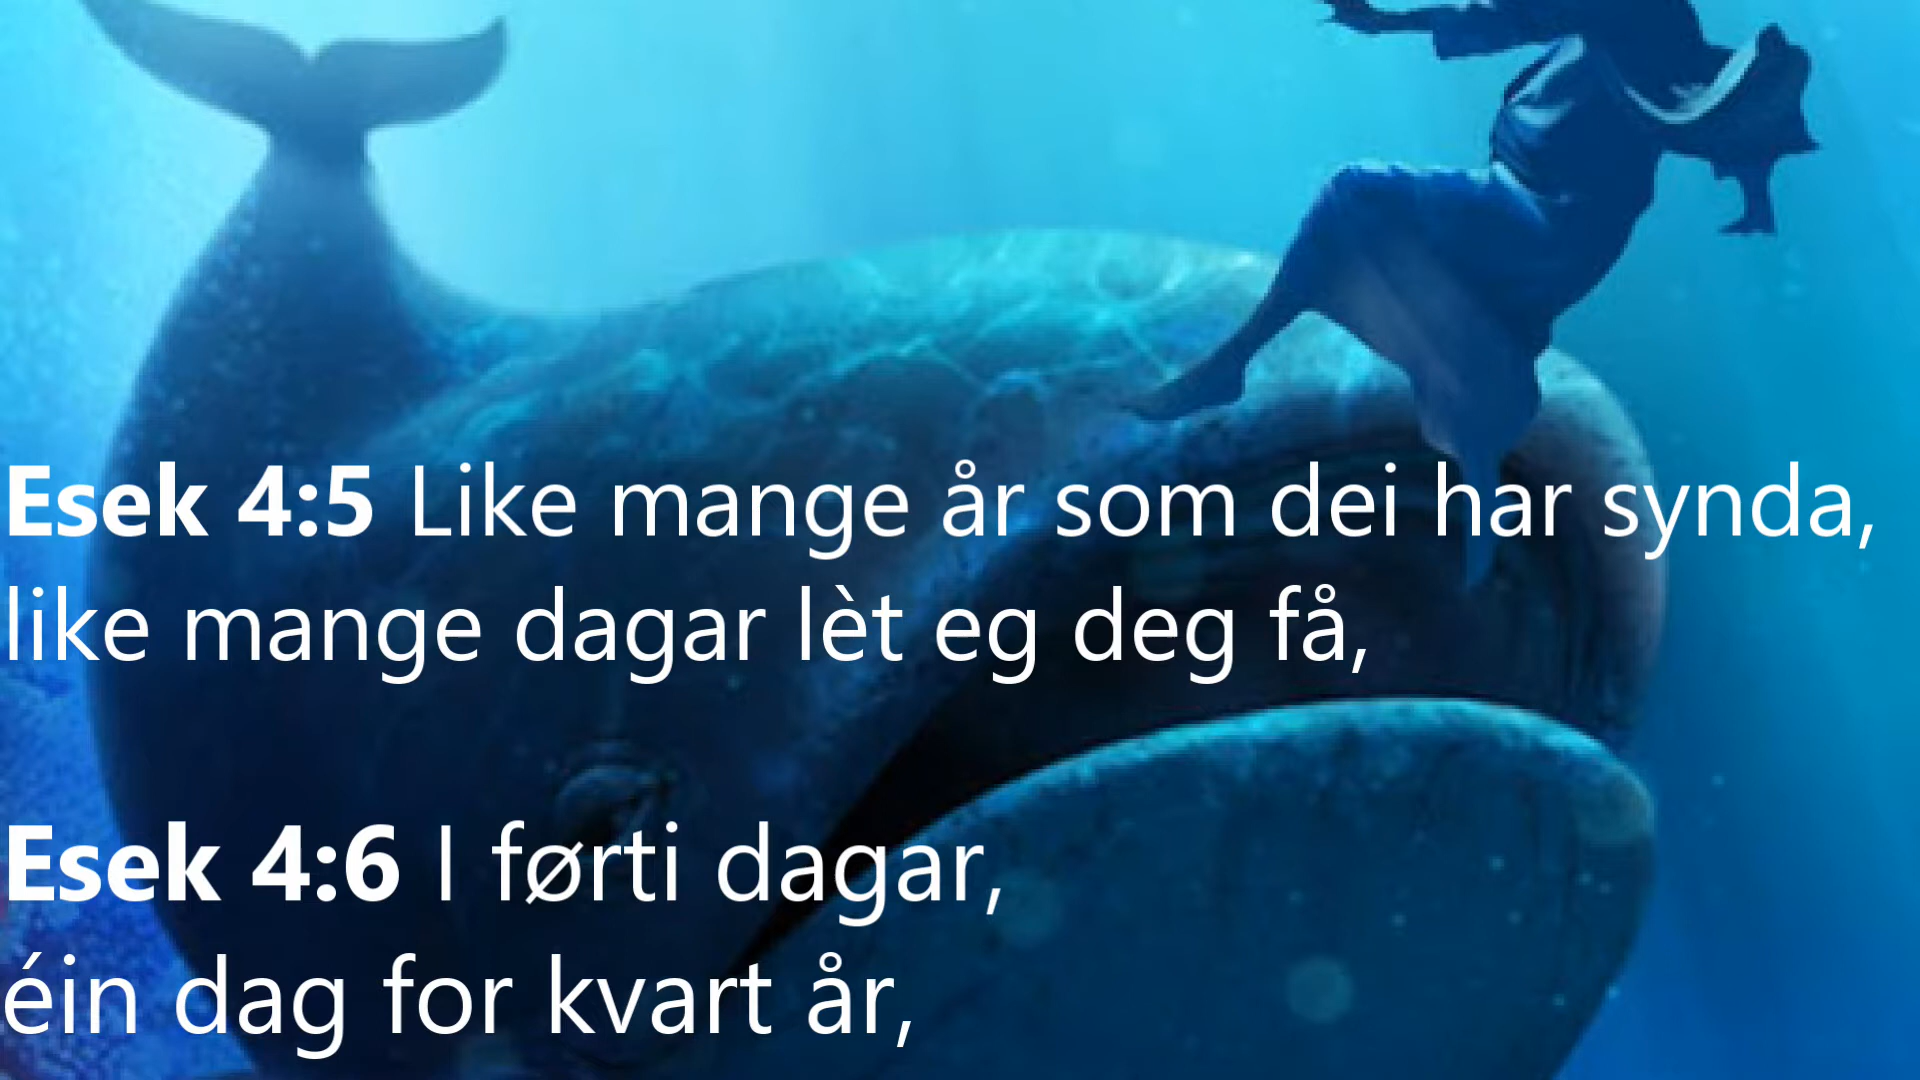 Esek 4:5 Like mange år som dei har synda,
like mange dagar lèt eg deg få,
Esek 4:6 I førti dagar,
éin dag for kvart år,